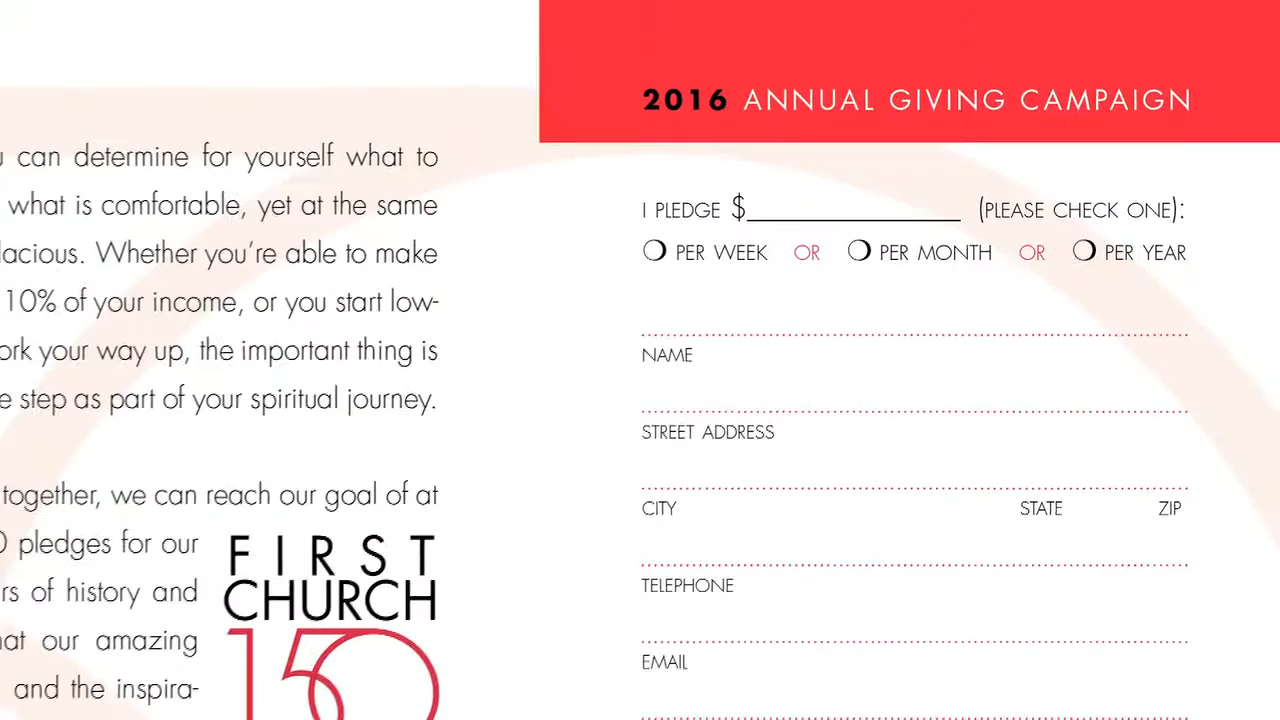 can determine for yourself what to
what is comfortable, yet at the same
Whether you're able to make
10% of your income, or you start low-
your way up, the important thing is
step as part of your spiritual journey.
together, we can reach our goal of at
pledges for our
of history and
our amazing
and the inspira-
FIRST
CHURCH
150
2016 ANNUAL GIVING CAMPAIGN
I PLEDGE $ (PLEASE CHECK ONE):
PER WEEK OR PER MONTH OR PER YEAR
NAME
STREET ADDRESS
CITY STATE ZIP
TELEPHONE
EMAIL